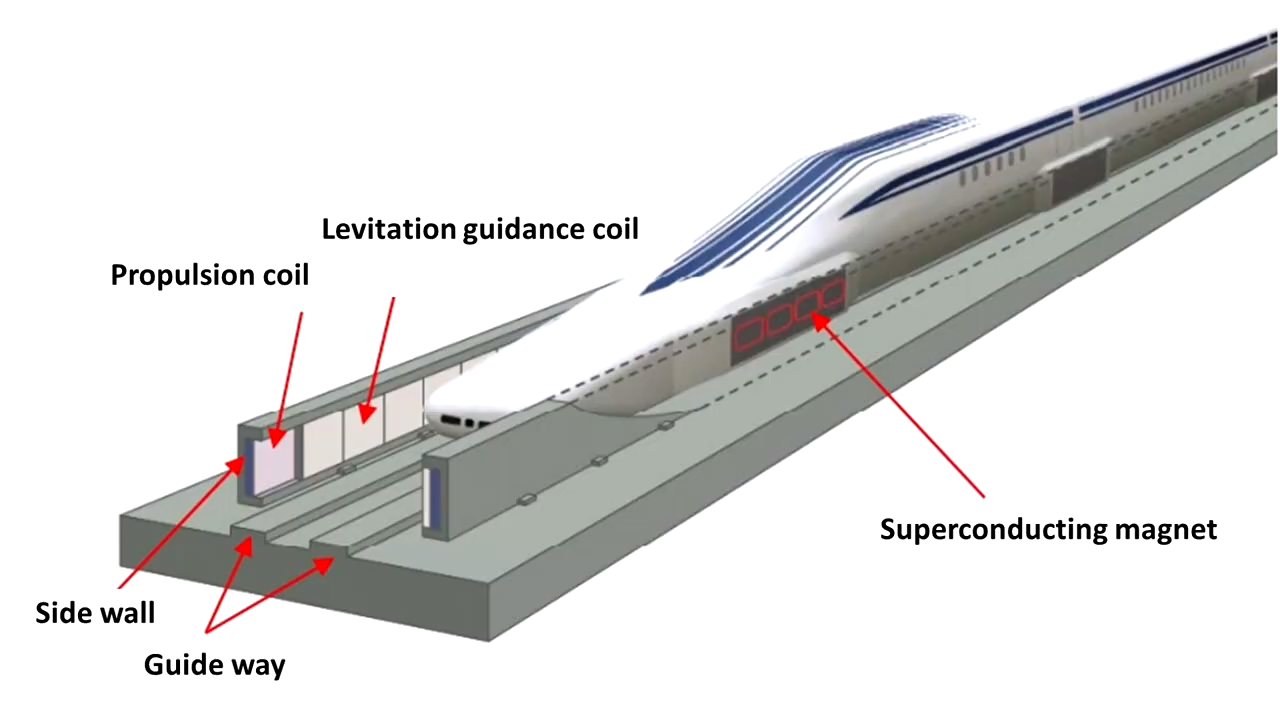 Levitation guidance coil
Propulsion coil
Superconducting magnet
Side wall
Guide way